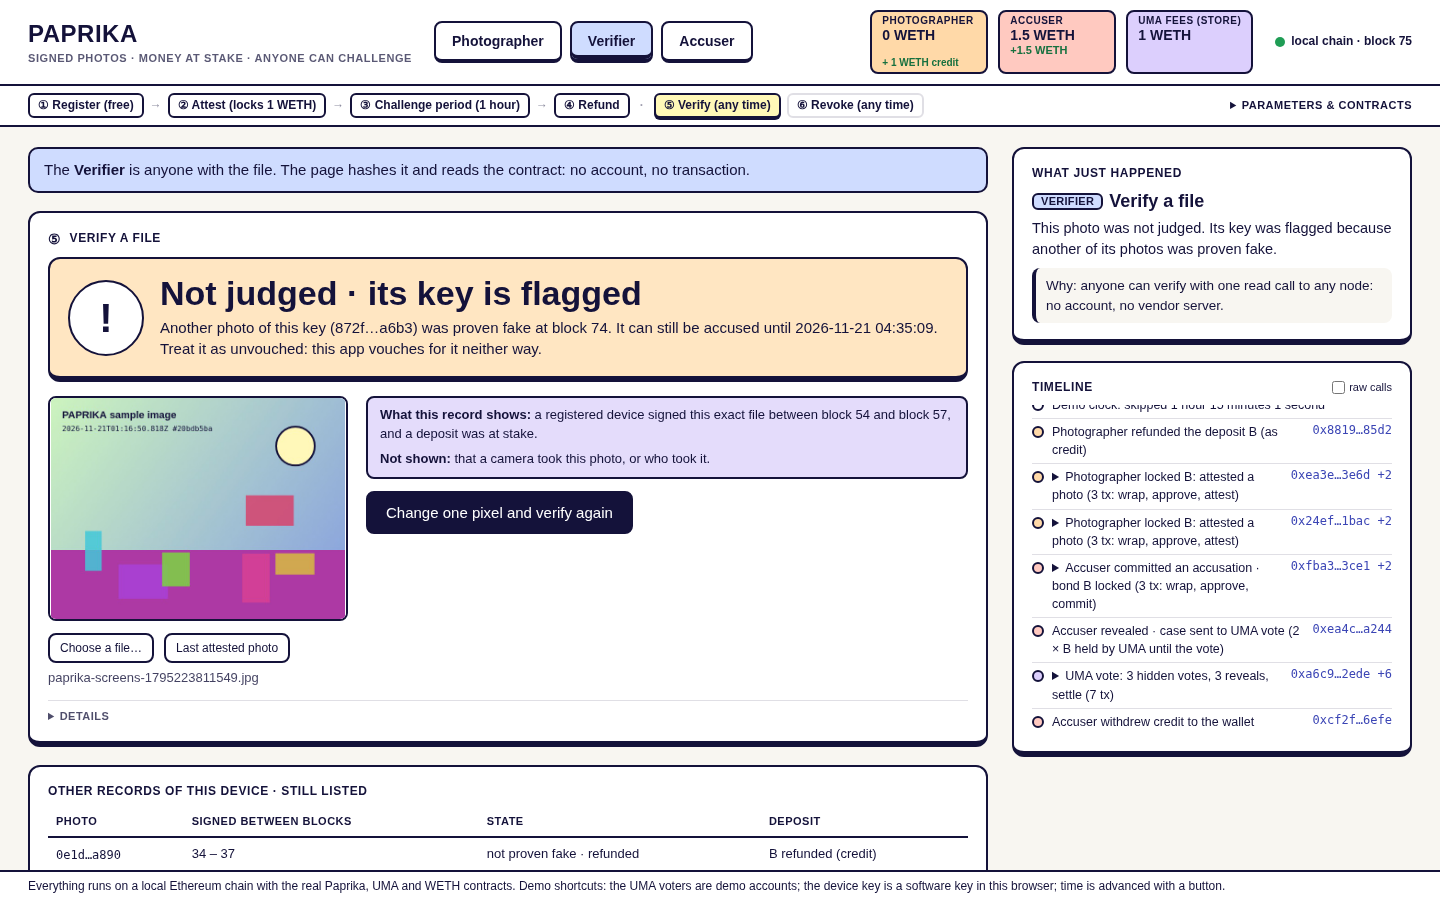 PAPRIKA
SIGNED PHOTOS · MONEY AT STAKE · ANYONE CAN CHALLENGE
Photographer
Verifier
Accuser
PHOTOGRAPHER
0 WETH
+ 1 WETH credit
ACCUSER
1.5 WETH
+1.5 WETH
UMA FEES (STORE)
1 WETH
local chain · block 75
① Register (free) → ② Attest (locks 1 WETH) → ③ Challenge period (1 hour) → ④ Refund · ⑤ Verify (any time) ⑥ Revoke (any time)
PARAMETERS & CONTRACTS
The Verifier is anyone with the file. The page hashes it and reads the contract: no account, no transaction.
⑤ VERIFY A FILE
!
Not judged · its key is flagged
Another photo of this key (872f…a6b3) was proven fake at block 74. It can still be accused until 2026-11-21 04:35:09.
Treat it as unvouched: this app vouches for it neither way.
PAPRIKA sample image
2026-11-21T01:16:50.818Z #20bdb5ba
What this record shows: a registered device signed this exact file between block 54 and block 57,
and a deposit was at stake.
Not shown: that a camera took this photo, or who took it.
Change one pixel and verify again
Choose a file…
Last attested photo
paprika-screens-1795223811549.jpg
DETAILS
OTHER RECORDS OF THIS DEVICE · STILL LISTED
PHOTO SIGNED BETWEEN BLOCKS STATE DEPOSIT
0e1d…a890 34 – 37 not proven fake · refunded B refunded (credit)
WHAT JUST HAPPENED
VERIFIER Verify a file
This photo was not judged. Its key was flagged because
another of its photos was proven fake.
Why: anyone can verify with one read call to any node:
no account, no vendor server.
TIMELINE
raw calls
Demo clock: skipped 1 hour 15 minutes 1 second
Photographer refunded the deposit B (as 0x8819…85d2
credit)
Photographer locked B: attested a 0xea3e…3e6d +2
photo (3 tx: wrap, approve, attest)
Photographer locked B: attested a 0x24ef…1bac +2
photo (3 tx: wrap, approve, attest)
Accuser committed an accusation · 0xfba3…3ce1 +2
bond B locked (3 tx: wrap, approve,
commit)
Accuser revealed · case sent to UMA vote (2 0xea4c…a244
× B held by UMA until the vote)
UMA vote: 3 hidden votes, 3 reveals, 0xa6c9…2ede +6
settle (7 tx)
Accuser withdrew credit to the wallet 0xcf2f…6efe
Everything runs on a local Ethereum chain with the real Paprika, UMA and WETH contracts. Demo shortcuts: the UMA voters are demo accounts; the device key is a software key in this browser; time is advanced with a button.